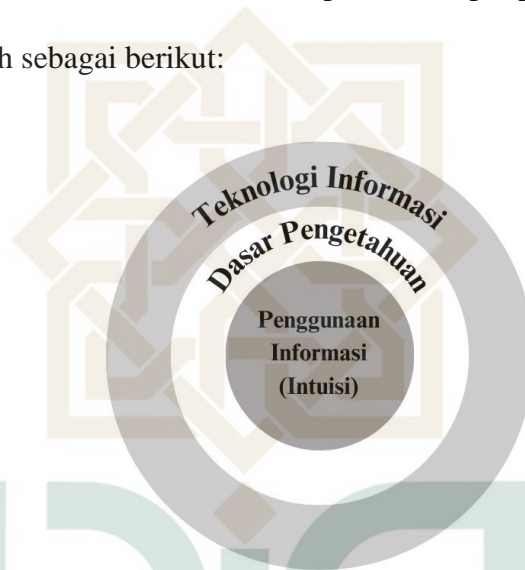 h sebagai berikut:
Teknologi Informasi
Dasar Pengetahuan
Penggunaan
Informasi
(Intuisi)